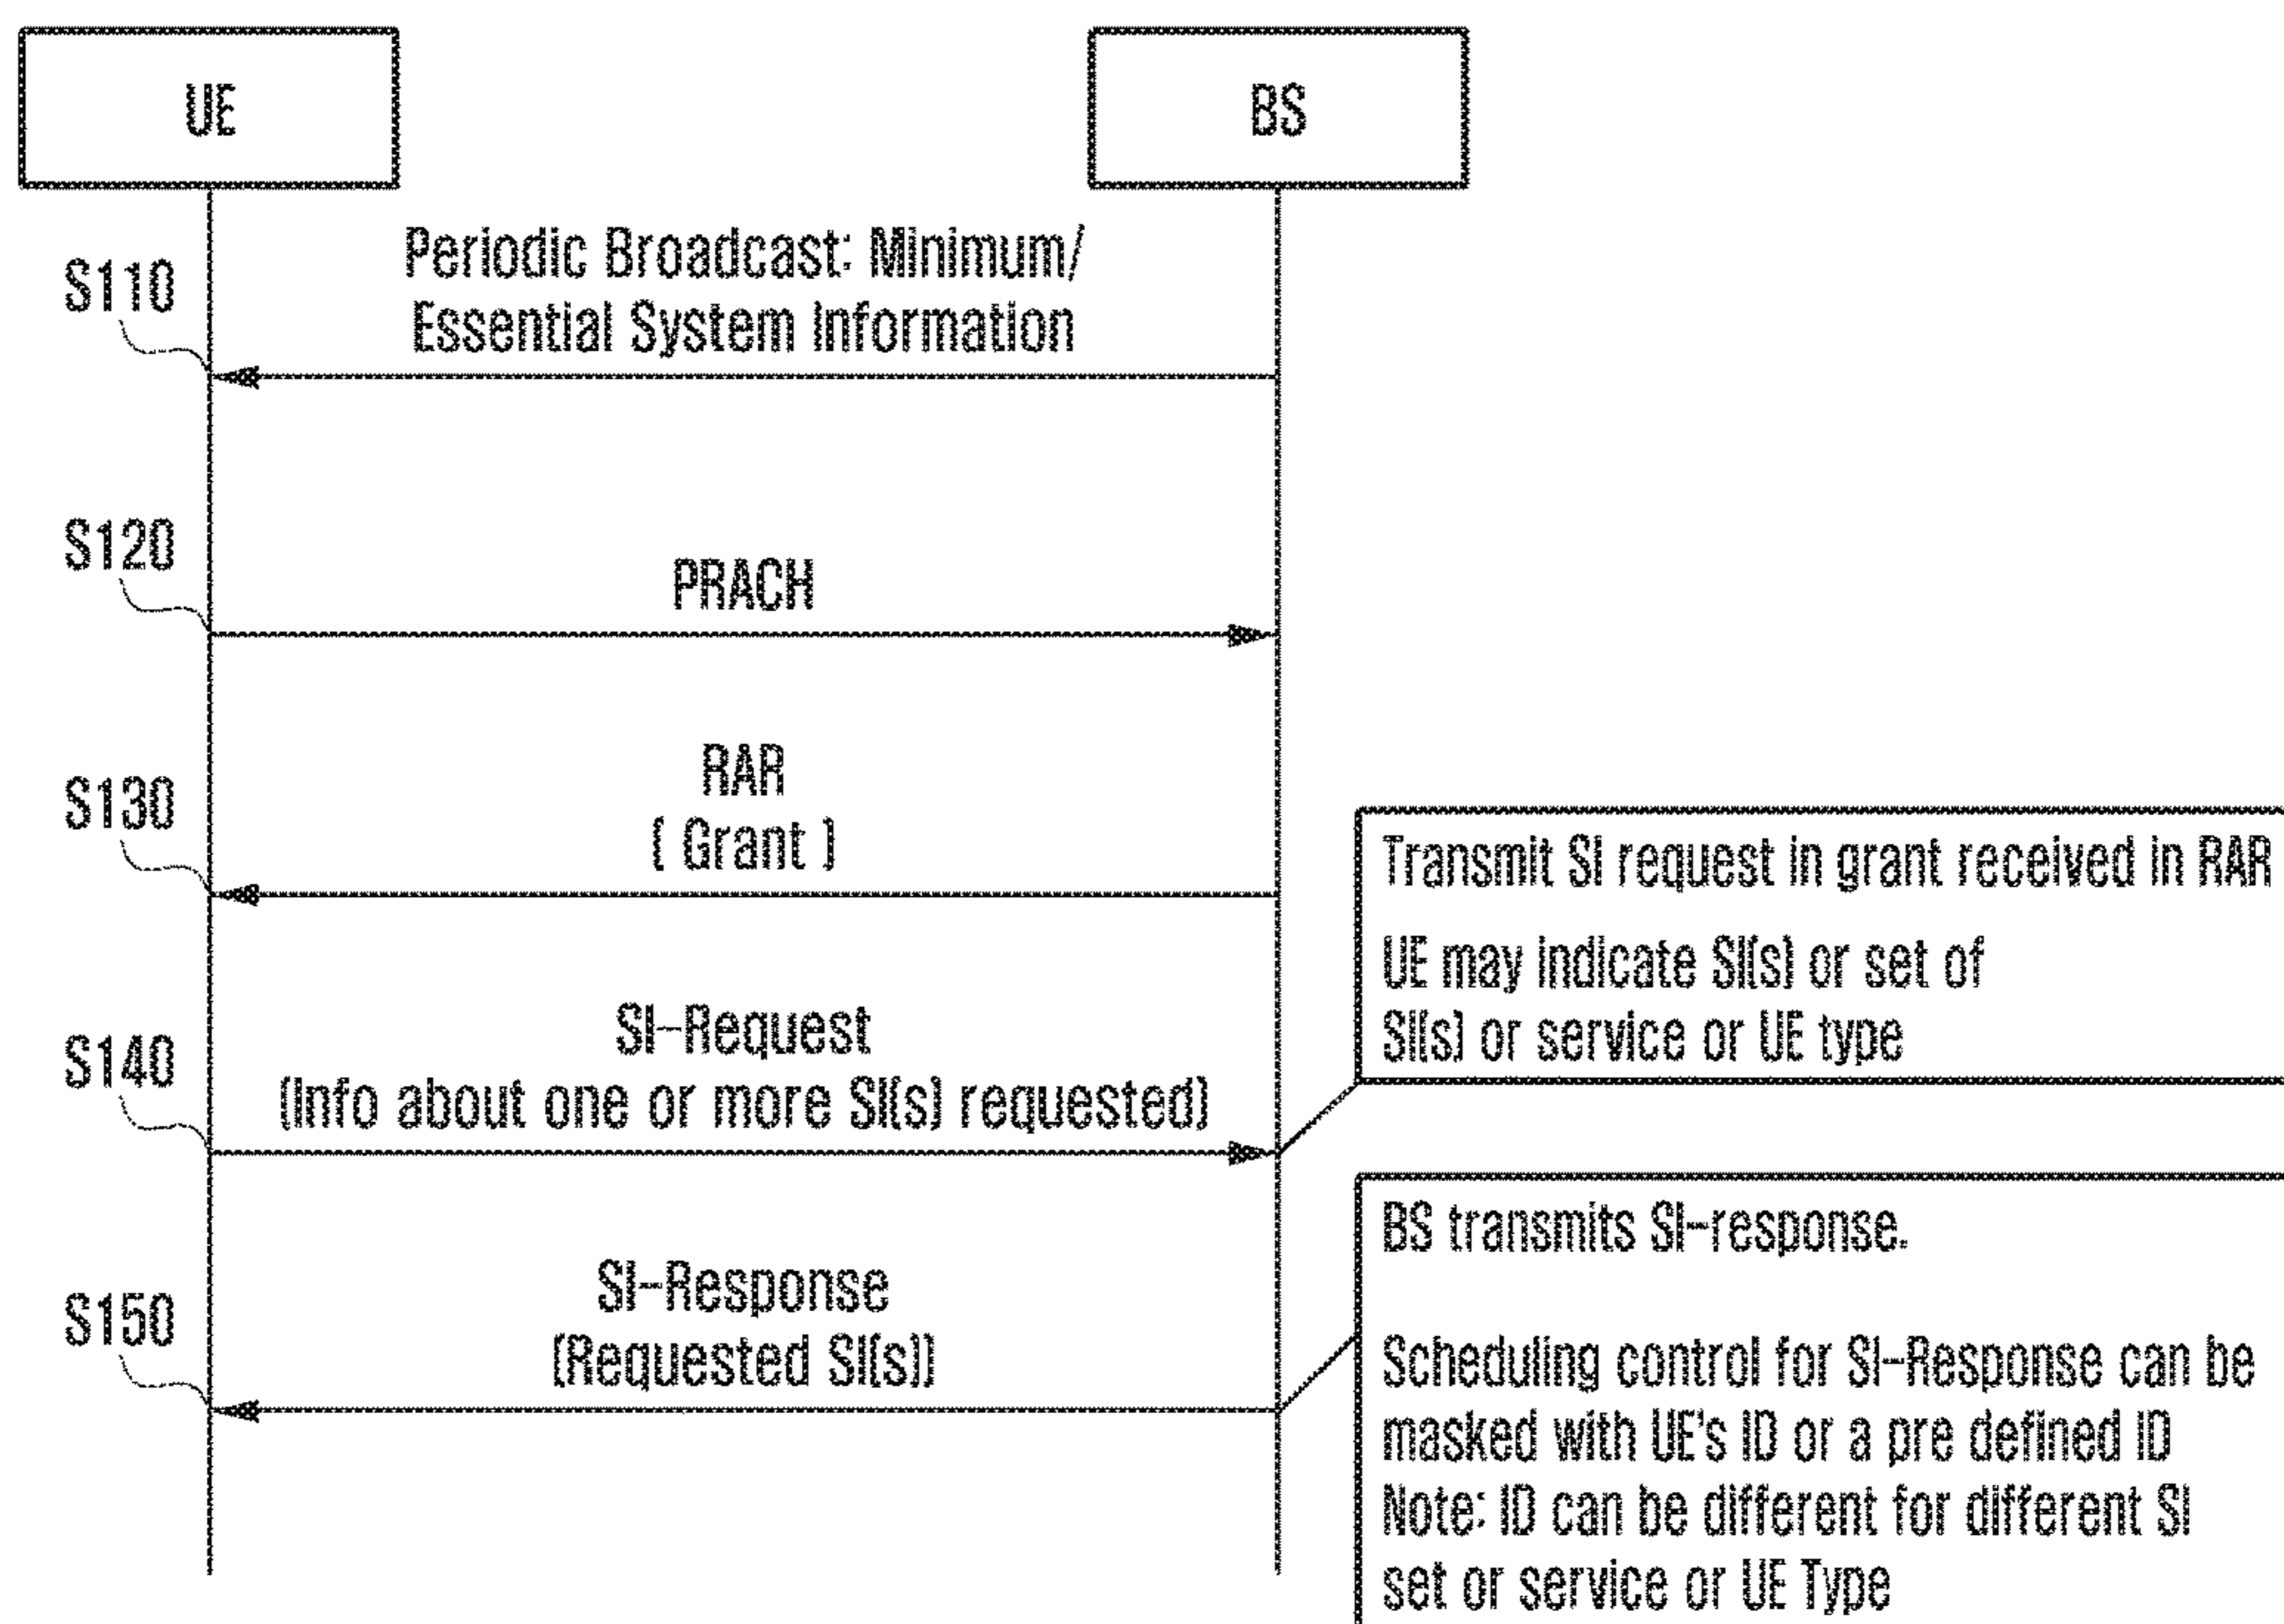 UE
BS
Periodic Broadcast: Minimum/
Essential System Information
S110
S120
PRACH
RAR
( Grant )
S130
Transmit SI request in grant received in RAR
UE may indicate SI(s) or set of
SI(s) or service or UE type
SI-Request
(Info about one or more SI(s) requested)
S140
BS transmits SI-response.
SI-Response
(Requested SI(s))
S150
Scheduling control for SI-Response can be
masked with UE's ID or a pre defined ID
Note: ID can be different for different SI
set or service or UE Type